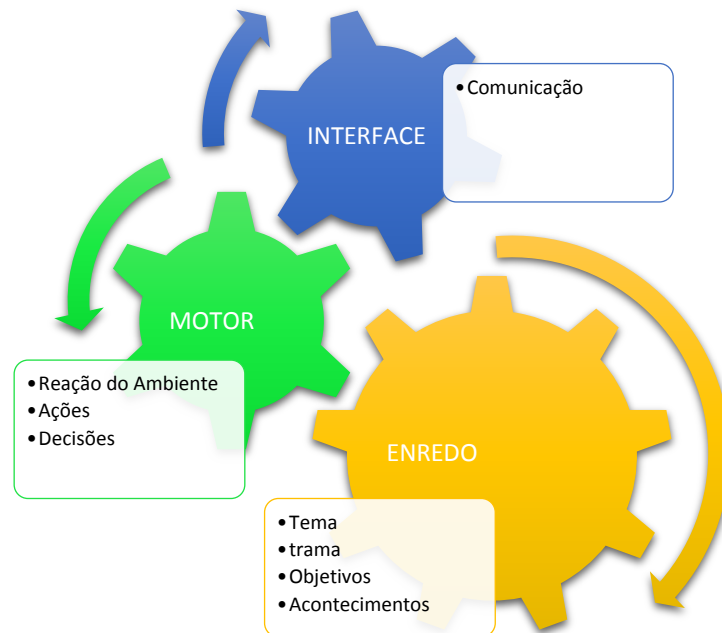 INTERFACE
•Comunicação
MOTOR
•Reação do Ambiente
•Ações
•Decisões
ENREDO
•Tema
•trama
•Objetivos
•Acontecimentos